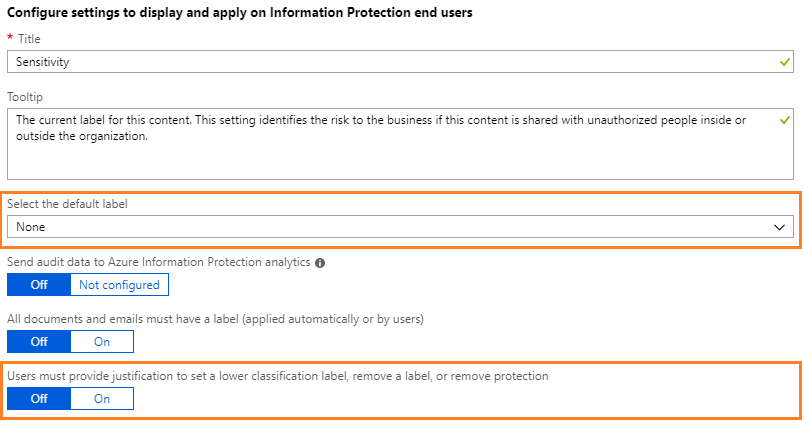 Configure settings to display and apply on Information Protection end users
* Title
Sensitivity
Tooltip
The current label for this content. This setting identifies the risk to the business if this content is shared with unauthorized people inside or
outside the organization.
Select the default label
None
Send audit data to Azure Information Protection analytics
Off Not configured
All documents and emails must have a label (applied automatically or by users)
Off On
Users must provide justification to set a lower classification label, remove a label, or remove protection
Off On